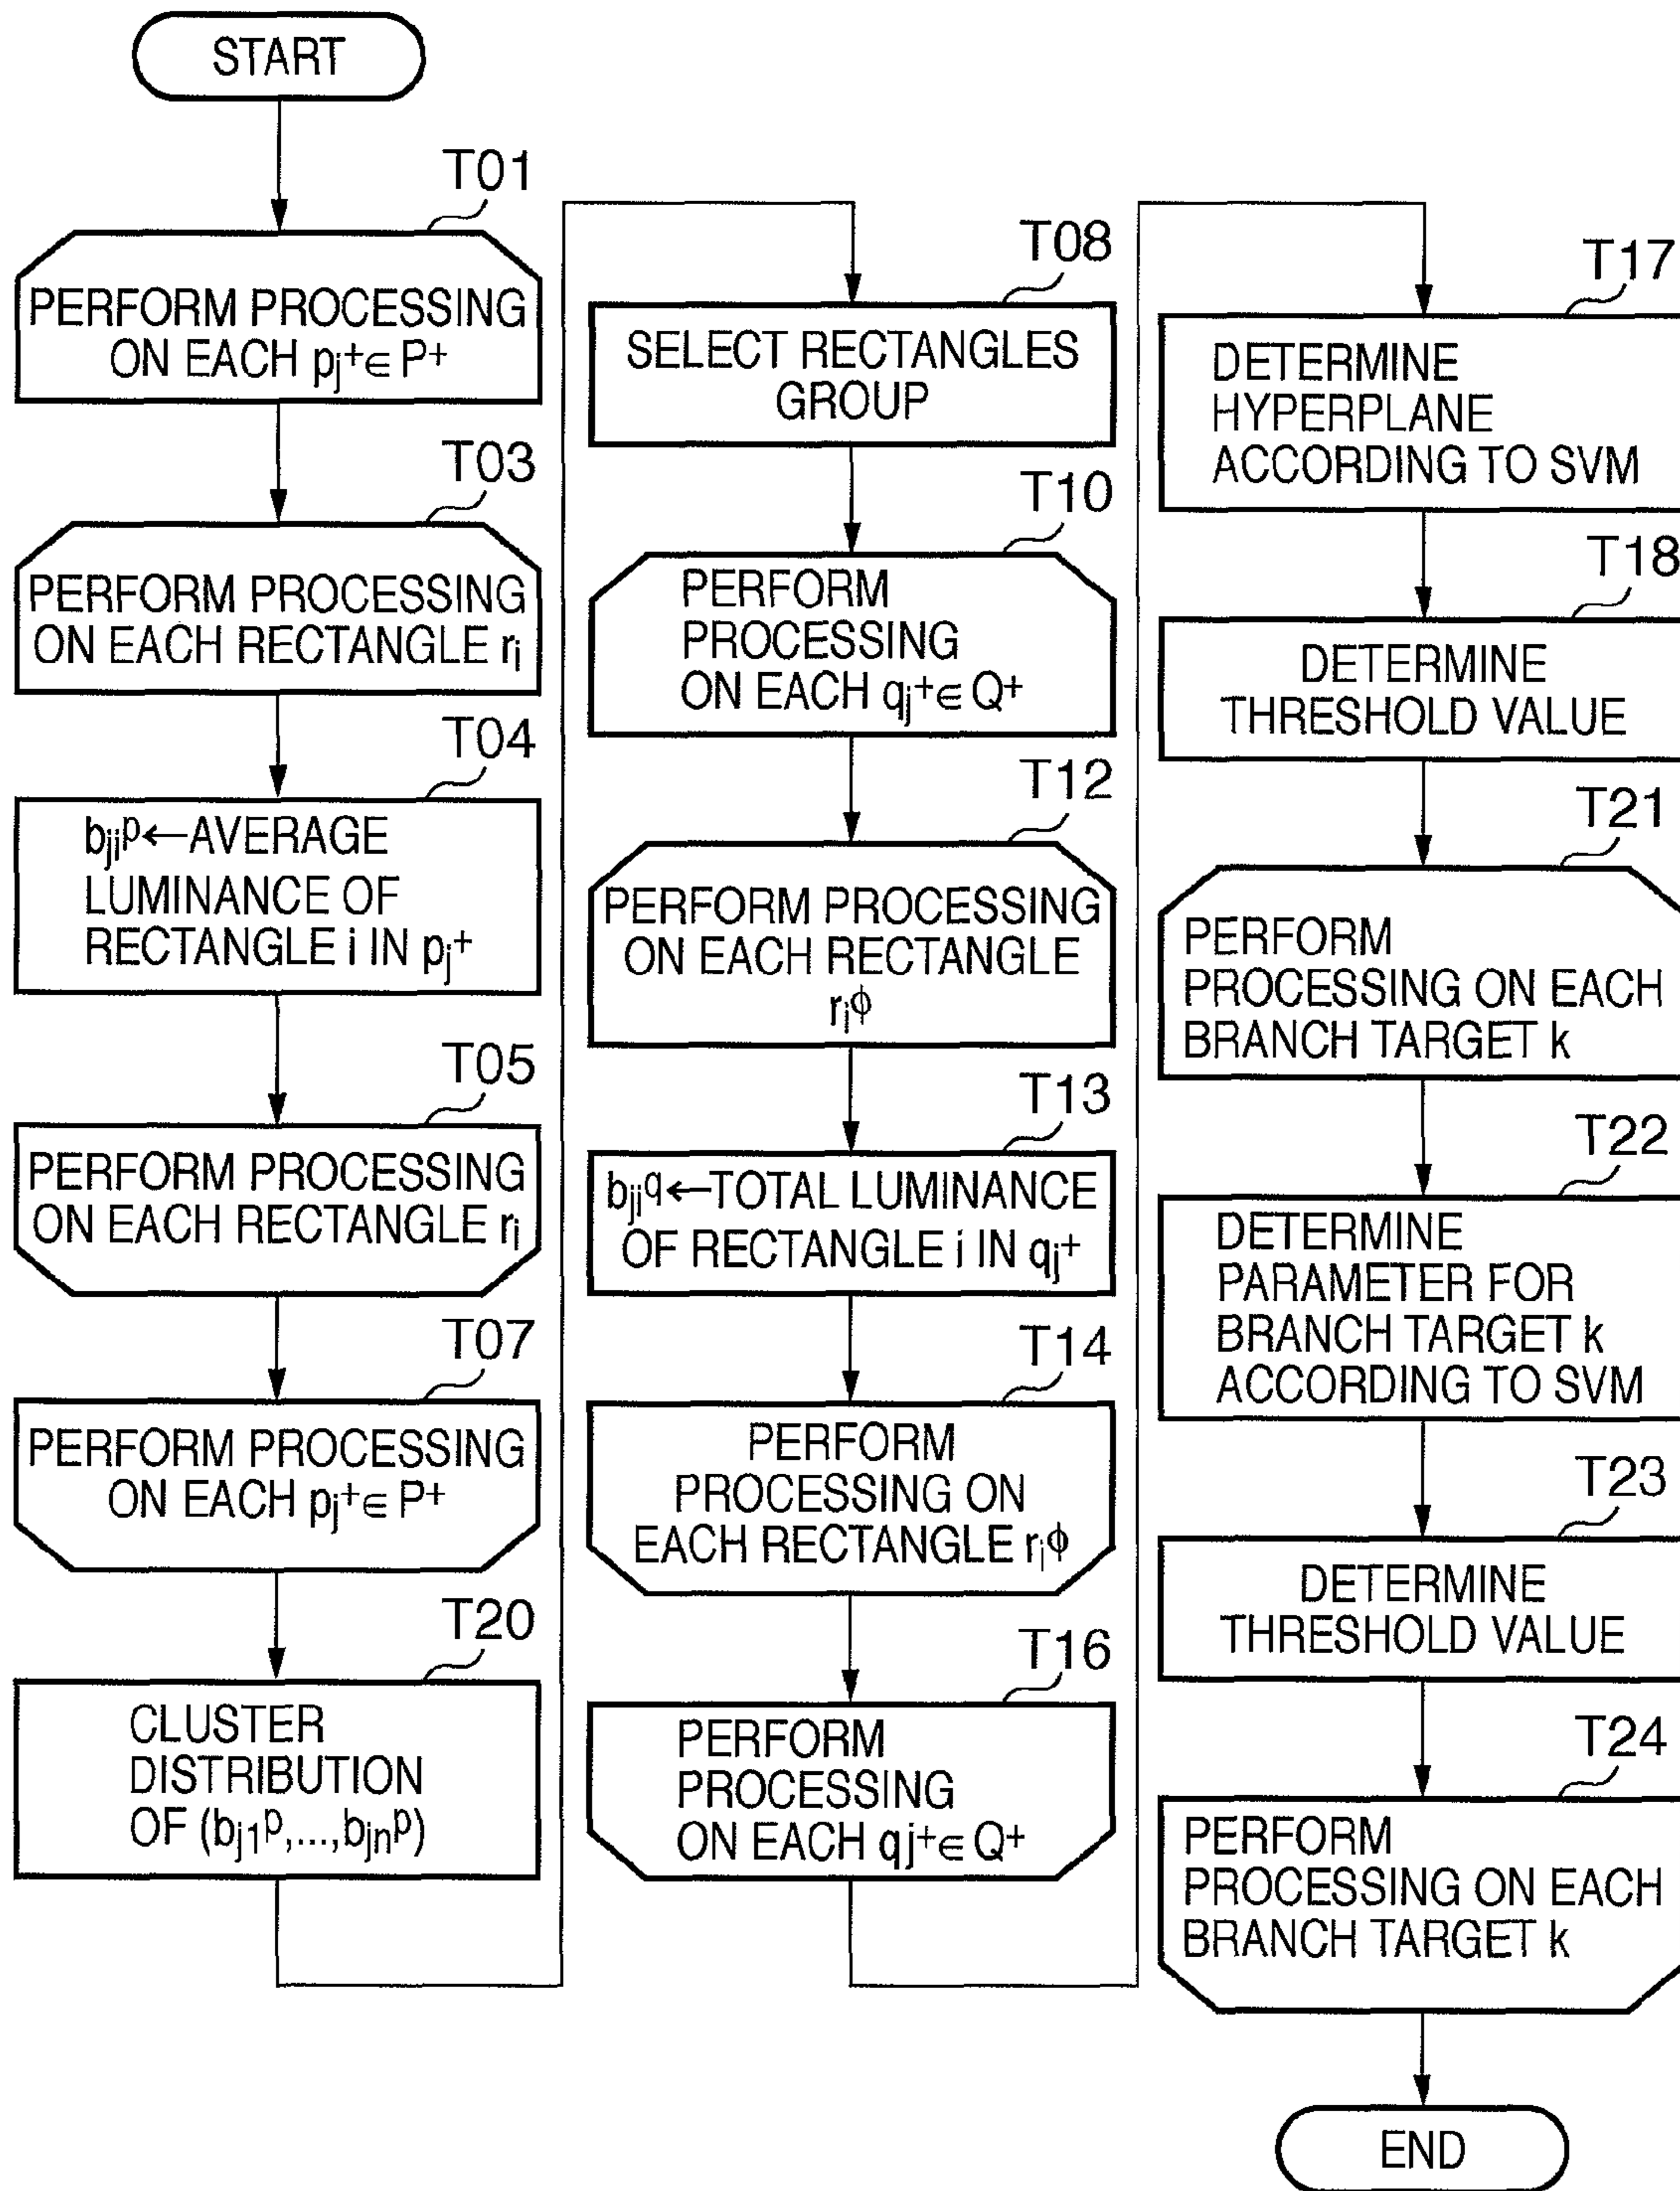 START
T01
PERFORM PROCESSING
ON EACH pⱼ⁺ ∈ P⁺
T03
PERFORM PROCESSING
ON EACH RECTANGLE rᵢ
T04
bⱼᵢᵖ←AVERAGE
LUMINANCE OF
RECTANGLE i IN pⱼ⁺
T05
PERFORM PROCESSING
ON EACH RECTANGLE rᵢ
T07
PERFORM PROCESSING
ON EACH pⱼ⁺ ∈ P⁺
T20
CLUSTER
DISTRIBUTION
OF (bⱼ₁ᵖ,...,bⱼₙᵖ)
T08
SELECT RECTANGLES
GROUP
T10
PERFORM
PROCESSING
ON EACH qⱼ⁺ ∈ Q⁺
T12
PERFORM PROCESSING
ON EACH RECTANGLE
rᵢᶲ
T13
bⱼᵢ^q←TOTAL LUMINANCE
OF RECTANGLE i IN qⱼ⁺
T14
PERFORM
PROCESSING ON
EACH RECTANGLE rᵢᶲ
T16
PERFORM
PROCESSING
ON EACH qj⁺ ∈ Q⁺
T17
DETERMINE
HYPERPLANE
ACCORDING TO SVM
T18
DETERMINE
THRESHOLD VALUE
T21
PERFORM
PROCESSING ON EACH
BRANCH TARGET k
T22
DETERMINE
PARAMETER FOR
BRANCH TARGET k
ACCORDING TO SVM
T23
DETERMINE
THRESHOLD VALUE
T24
PERFORM
PROCESSING ON EACH
BRANCH TARGET k
END